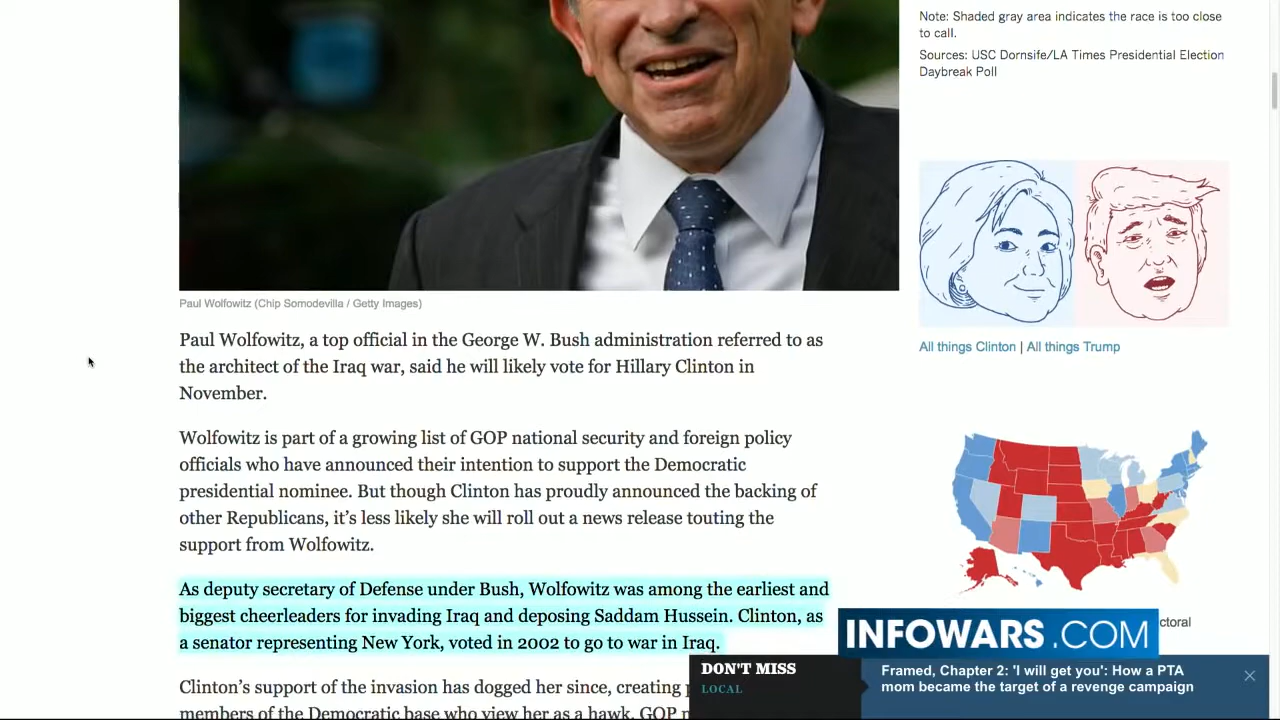 Note: Shaded gray area indicates the race is too close
to call.
Sources: USC Dornsife/LA Times Presidential Election
Daybreak Poll
Paul Wolfowitz (Chip Somodevilla / Getty Images)
All things Clinton | All things Trump
Paul Wolfowitz, a top official in the George W. Bush administration referred to as
the architect of the Iraq war, said he will likely vote for Hillary Clinton in
November.
Wolfowitz is part of a growing list of GOP national security and foreign policy
officials who have announced their intention to support the Democratic
presidential nominee. But though Clinton has proudly announced the backing of
other Republicans, it's less likely she will roll out a news release touting the
support from Wolfowitz.
As deputy secretary of Defense under Bush, Wolfowitz was among the earliest and
biggest cheerleaders for invading Iraq and deposing Saddam Hussein. Clinton, as
a senator representing New York, voted in 2002 to go to war in Iraq.
Clinton's support of the invasion has dogged her since, creating
members of the Democratic base who view her as a hawk. GOP
ctoral
INFOWARS.COM
DON'T MISS
LOCAL
Framed, Chapter 2: 'I will get you': How a PTA
mom became the target of a revenge campaign